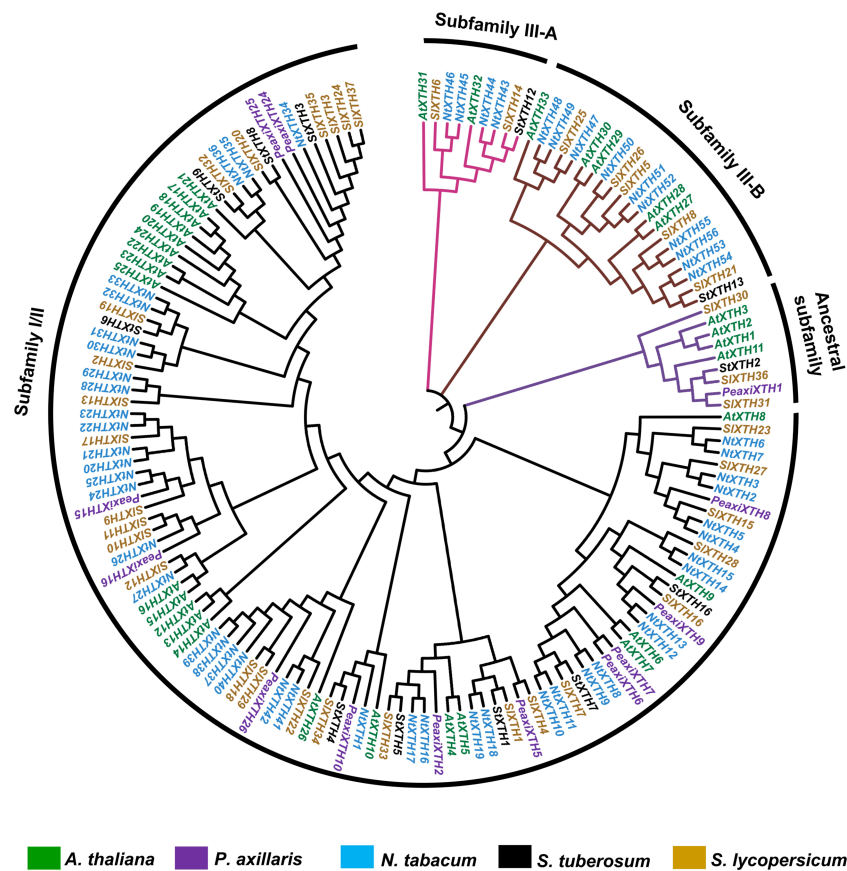 Subfamily III-A
Subfamily III-B
Ancestral
subfamily
Subfamily I/II
AtXTH31
SlXTH6
NtXTH46
NtXTH45
AtXTH32
NtXTH44
NtXTH43
SlXTH14
StXTH12
AtXTH33
NtXTH48
NtXTH49
SlXTH25
NtXTH47
AtXTH30
AtXTH29
NtXTH50
SlXTH26
SlXTH5
NtXTH51
NtXTH52
AtXTH28
AtXTH27
SlXTH8
NtXTH55
NtXTH56
NtXTH53
NtXTH54
SlXTH21
StXTH13
SlXTH30
AtXTH3
AtXTH2
AtXTH1
AtXTH11
StXTH2
SlXTH36
PeaxiXTH1
SlXTH31
AtXTH8
SlXTH23
NtXTH6
NtXTH7
SlXTH27
NtXTH3
NtXTH2
PeaxiXTH8
SlXTH15
NtXTH5
NtXTH4
SlXTH28
NtXTH15
NtXTH14
AtXTH9
StXTH16
SlXTH16
PeaxiXTH9
NtXTH13
NtXTH12
AtXTH6
AtXTH7
PeaxiXTH7
PeaxiXTH6
NtXTH8
NtXTH9
StXTH7
SlXTH7
NtXTH11
NtXTH10
SlXTH4
PeaxiXTH5
SlXTH1
StXTH1
NtXTH18
NtXTH19
AtXTH5
AtXTH4
PeaxiXTH2
NtXTH16
NtXTH17
StXTH5
SlXTH33
AtXTH10
NtXTH1
PeaxiXTH10
StXTH4
SlXTH34
AtXTH26
SlXTH22
NtXTH41
NtXTH42
PeaxiXTH26
SlXTH29
SlXTH18
NtXTH40
NtXTH37
NtXTH38
NtXTH39
AtXTH14
AtXTH13
AtXTH12
AtXTH15
AtXTH16
NtXTH27
SlXTH12
PeaxiXTH16
NtXTH26
SlXTH10
SlXTH11
SlXTH9
PeaxiXTH15
NtXTH24
NtXTH25
NtXTH20
NtXTH21
SlXTH17
NtXTH22
NtXTH23
SlXTH13
NtXTH28
NtXTH29
SlXTH2
NtXTH30
NtXTH31
StXTH6
SlXTH19
NtXTH32
NtXTH33
AtXTH25
AtXTH23
AtXTH22
AtXTH24
AtXTH19
AtXTH18
AtXTH17
AtXTH21
StXTH9
SlXTH32
NtXTH36
NtXTH35
SlXTH20
StXTH8
PeaxiXTH25
PeaxiXTH24
NtXTH34
StXTH3
SlXTH35
SlXTH3
SlXTH24
SlXTH37
A. thaliana
P. axillaris
N. tabacum
S. tuberosum
S. lycopersicum